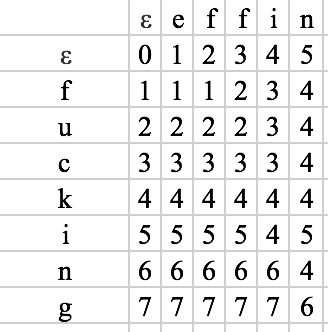 ε e f f i n
ε 0 1 2 3 4 5
f 1 1 1 2 3 4
u 2 2 2 2 3 4
c 3 3 3 3 3 4
k 4 4 4 4 4 4
i 5 5 5 5 4 5
n 6 6 6 6 6 4
g 7 7 7 7 7 6